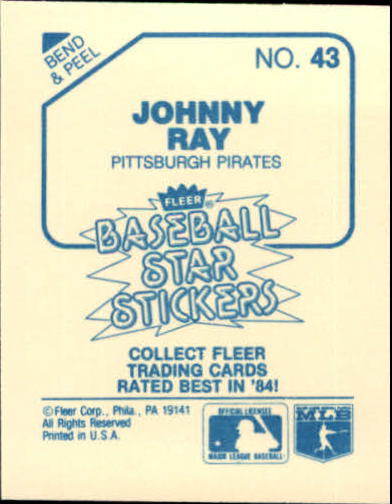 BEND
& PEEL
NO. 43
JOHNNY
RAY
PITTSBURGH PIRATES
FLEER ®
BASEBALL
STAR
STICKERS
COLLECT FLEER
TRADING CARDS
RATED BEST IN '84!
© Fleer Corp., Phila., PA 19141
All Rights Reserved
Printed in U.S.A.
OFFICIAL LICENSEE
MAJOR LEAGUE BASEBALL
MLB